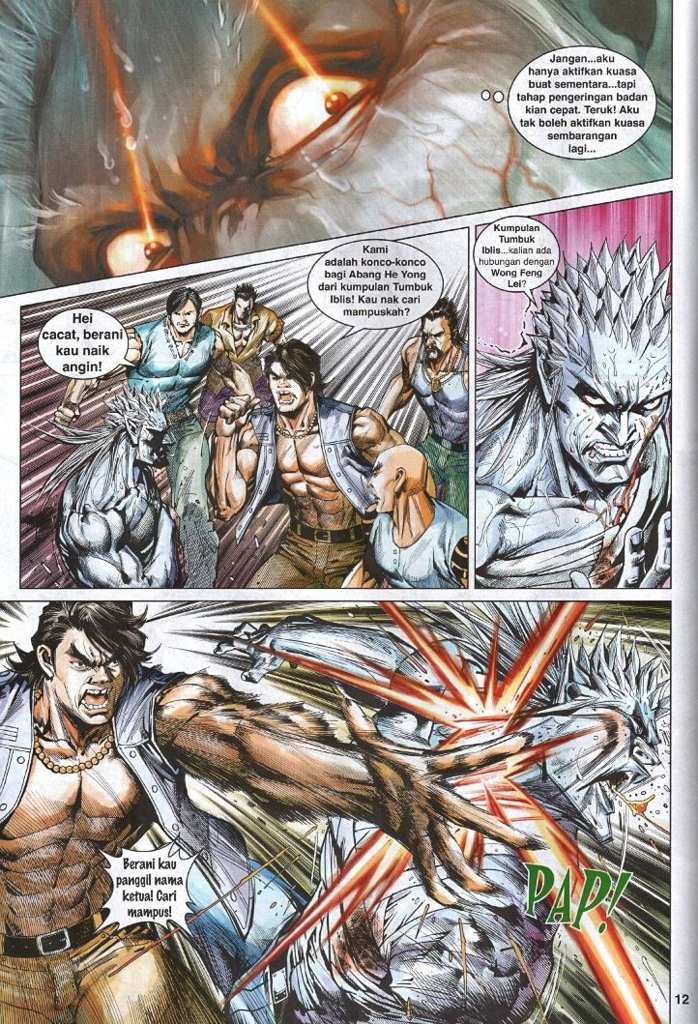 Jangan...aku
hanya aktifkan kuasa
buat sementara...tapi
tahap pengeringan badan
kian cepat. Teruk! Aku
tak boleh aktifkan kuasa
sembarangan
lagi...
Hei
cacat, berani
kau naik
angin!
Kami
adalah konco-konco
bagi Abang He Yong
dari kumpulan Tumbuk
Iblis! Kau nak cari
mampuskah?
Kumpulan
Tumbuk
Iblis...kalian ada
hubungan dengan
Wong Feng
Lei?
Berani kau
panggil nama
ketua! Cari
mampus!
PAP!
12